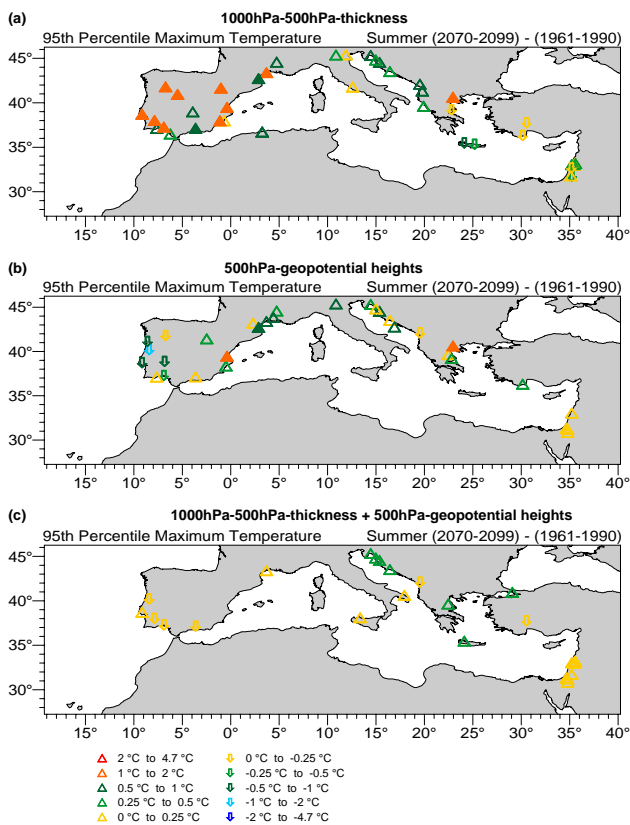 (a)
1000hPa-500hPa-thickness
95th Percentile Maximum Temperature Summer (2070-2099) - (1961-1990)
45°
40°
35°
30°
15° 10° 5° 0° 5° 10° 15° 20° 25° 30° 35° 40°
(b)
500hPa-geopotential heights
95th Percentile Maximum Temperature Summer (2070-2099) - (1961-1990)
45°
40°
35°
30°
15° 10° 5° 0° 5° 10° 15° 20° 25° 30° 35° 40°
(c)
1000hPa-500hPa-thickness + 500hPa-geopotential heights
95th Percentile Maximum Temperature Summer (2070-2099) - (1961-1990)
45°
40°
35°
30°
15° 10° 5° 0° 5° 10° 15° 20° 25° 30° 35° 40°
2 °C to 4.7 °C 0 °C to -0.25 °C
1 °C to 2 °C -0.25 °C to -0.5 °C
0.5 °C to 1 °C -0.5 °C to -1 °C
0.25 °C to 0.5 °C -1 °C to -2 °C
0 °C to 0.25 °C -2 °C to -4.7 °C